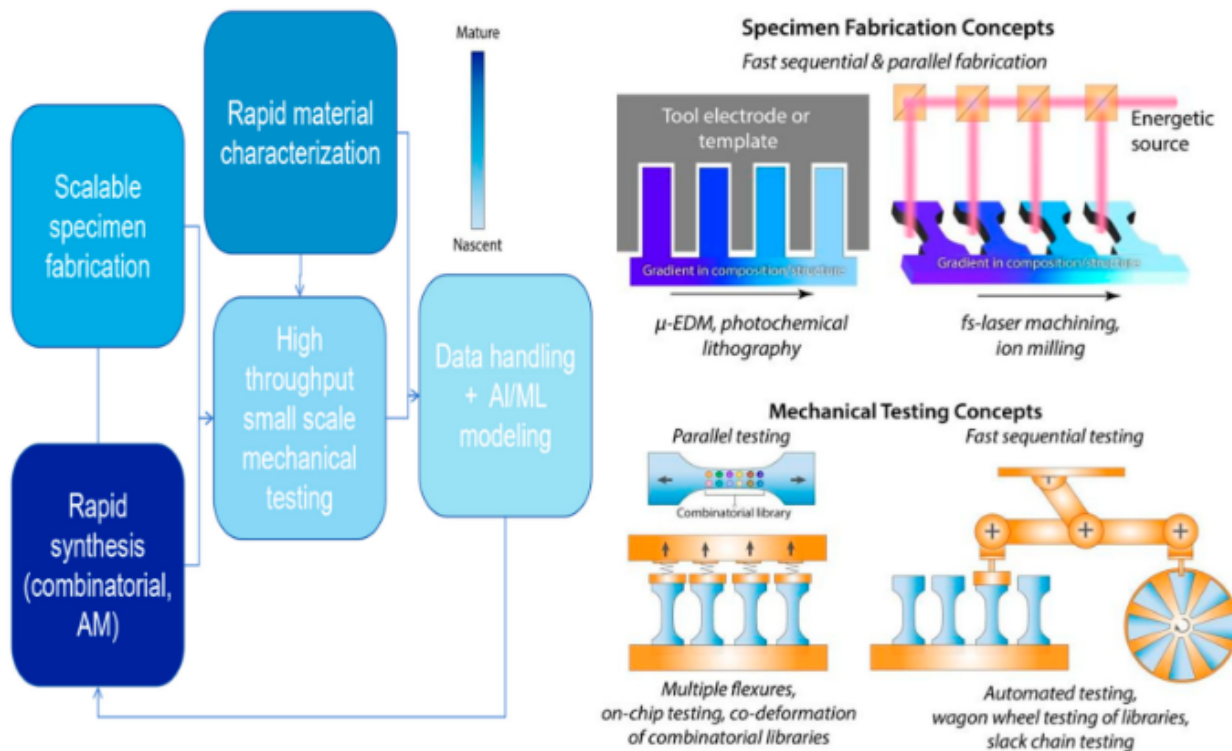 Mature
Nascent
Rapid material
characterization
Scalable
specimen
fabrication
High
throughput
small scale
mechanical
testing
Data handling
+ AI/ML
modeling
Rapid
synthesis
(combinatorial,
AM)
Specimen Fabrication Concepts
Fast sequential & parallel fabrication
Tool electrode or
template
Gradient in composition/structure
μ-EDM, photochemical
lithography
Energetic
source
Gradient in composition/structure
fs-laser machining,
ion milling
Mechanical Testing Concepts
Parallel testing
Combinatorial library
Multiple flexures,
on-chip testing, co-deformation
of combinatorial libraries
Fast sequential testing
Automated testing,
wagon wheel testing of libraries,
slack chain testing